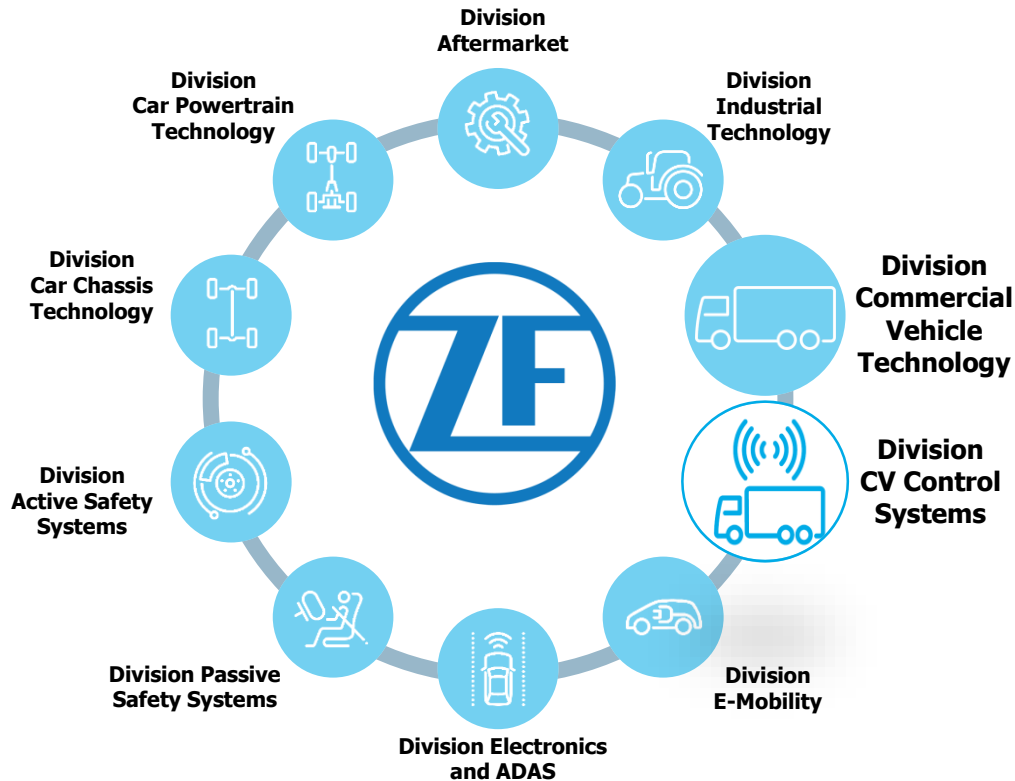 Division
Aftermarket
Division
Industrial
Technology
Division
Commercial
Vehicle
Technology
Division
CV Control
Systems
Division
E-Mobility
Division Electronics
and ADAS
Division Passive
Safety Systems
Division
Active Safety
Systems
Division
Car Chassis
Technology
Division
Car Powertrain
Technology
ZF